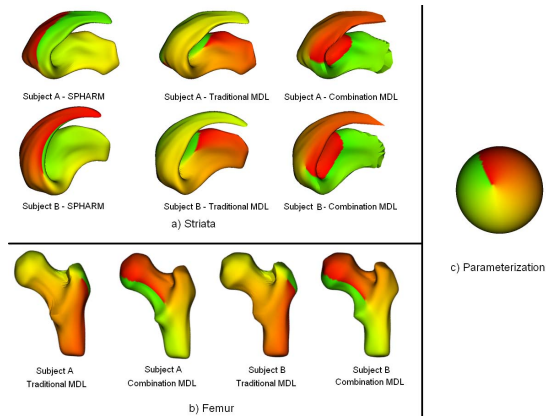 Subject A - SPHARM
Subject A - Traditional MDL
Subject A - Combination MDL
Subject B - SPHARM
Subject B - Traditional MDL
Subject B - Combination MDL
a) Striata
c) Parameterization
Subject A
Traditional MDL
Subject A
Combination MDL
Subject B
Traditional MDL
Subject B
Combination MDL
b) Femur